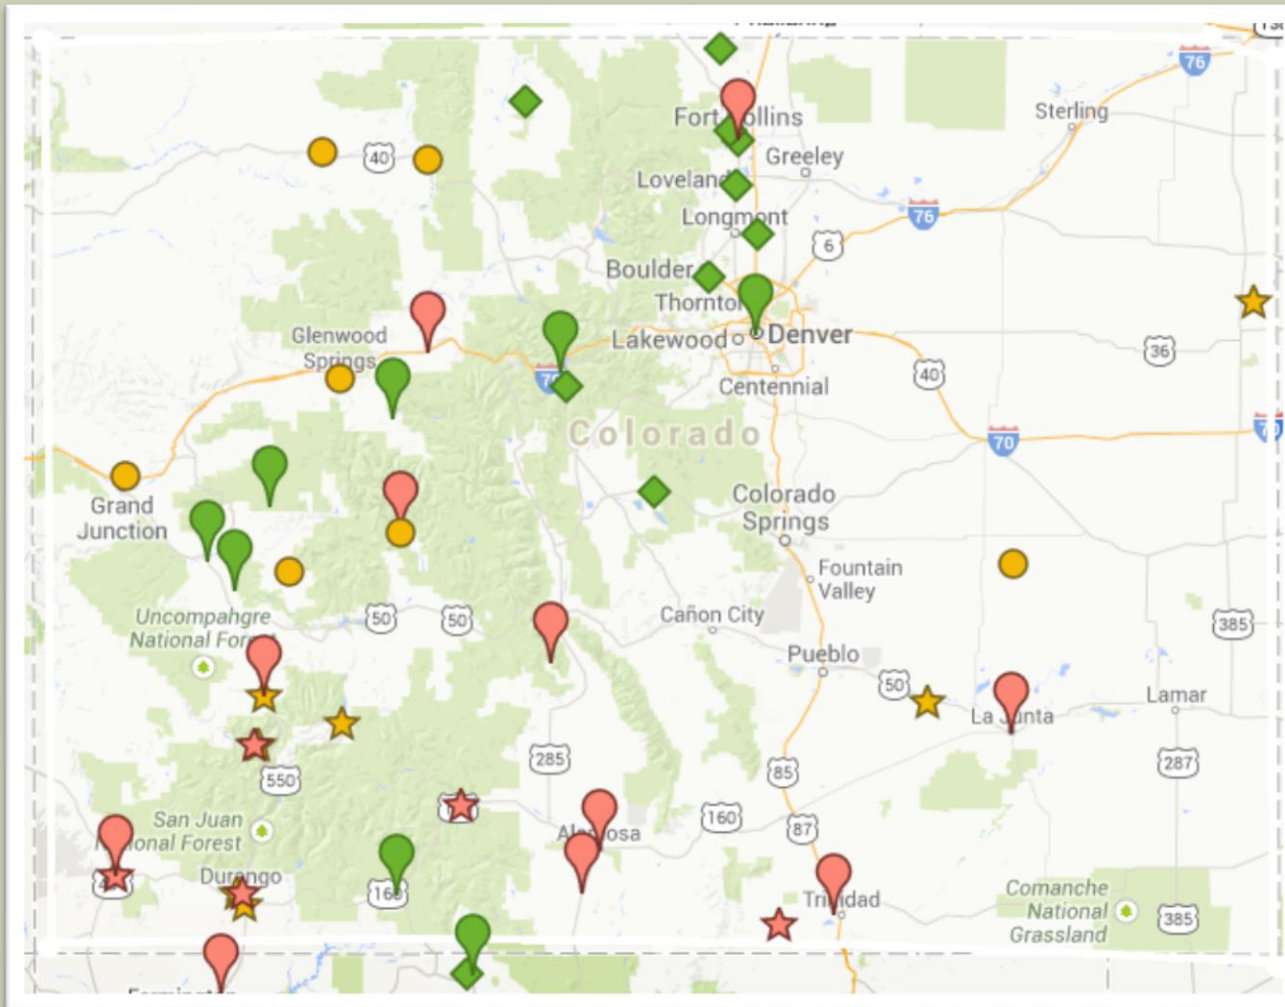 76
Fort Collins
Sterling
40
Greeley
Loveland
76
Longmont
6
Boulder
Thornton
Glenwood
Springs
Lakewood
Denver
36
40
Centennial
70
Colorado
70
70
Grand
Junction
Colorado
Springs
Fountain
Valley
Uncompahgre
National Forest
50
50
Cañon City
385
Pueblo
50
Lamar
La Junta
285
85
287
550
San Juan
National Forest
160
87
Alamosa
Durango
160
Trinidad
Comanche
National
Grassland
385
Farmington